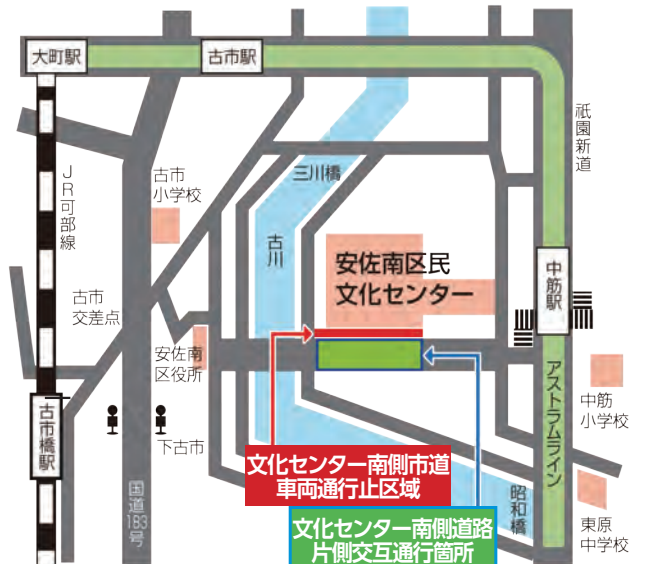 大町駅
古市駅
祇園新道
JR可部線
古市
小学校
三川橋
古川
安佐南区民
文化センター
中筋駅
古市
交差点
安佐南
区役所
アストラムライン
中筋
小学校
古市橋駅
下古市
文化センター南側市道
車両通行止区域
国道183号
昭和橋
文化センター南側道路
片側交互通行箇所
東原
中学校